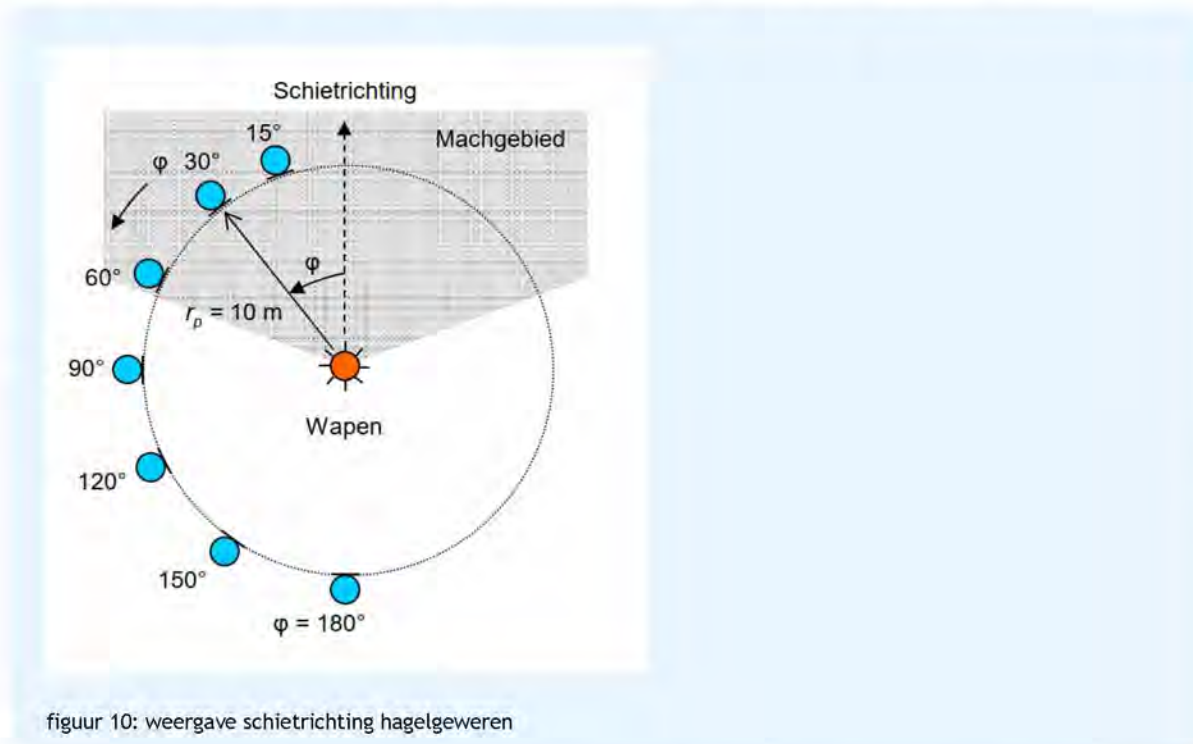 Schietrichting
Machgebied
15°
φ 30°
φ
60°
r_p = 10 m
90°
Wapen
120°
150°
φ = 180°
figuur 10: weergave schietrichting hagelgeweren